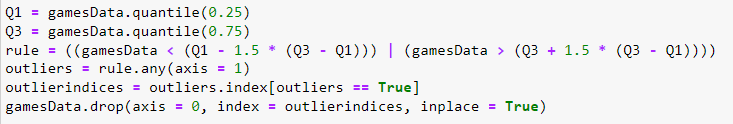 Q1 = gamesData.quantile(0.25)
Q3 = gamesData.quantile(0.75)
rule = ((gamesData < (Q1 - 1.5 * (Q3 - Q1))) | (gamesData > (Q3 + 1.5 * (Q3 - Q1))))
outliers = rule.any(axis = 1)
outlierindices = outliers.index[outliers == True]
gamesData.drop(axis = 0, index = outlierindices, inplace = True)